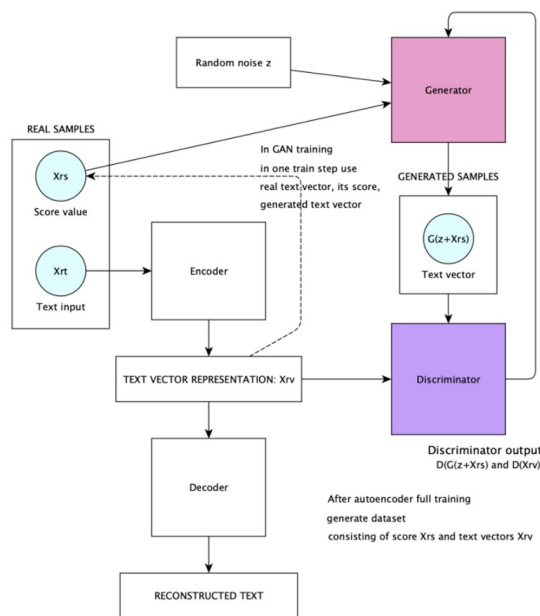 Random noise z
Generator
REAL SAMPLES
Xrs
Score value
In GAN training
in one train step use
real text vector, its score,
generated text vector
GENERATED SAMPLES
G(z+Xrs)
Text vector
Xrt
Text input
Encoder
TEXT VECTOR REPRESENTATION: Xrv
Discriminator
Discriminator output
D(G(z+Xrs) and D(Xrv)
Decoder
After autoencoder full training
generate dataset
consisting of score Xrs and text vectors Xrv
RECONSTRUCTED TEXT